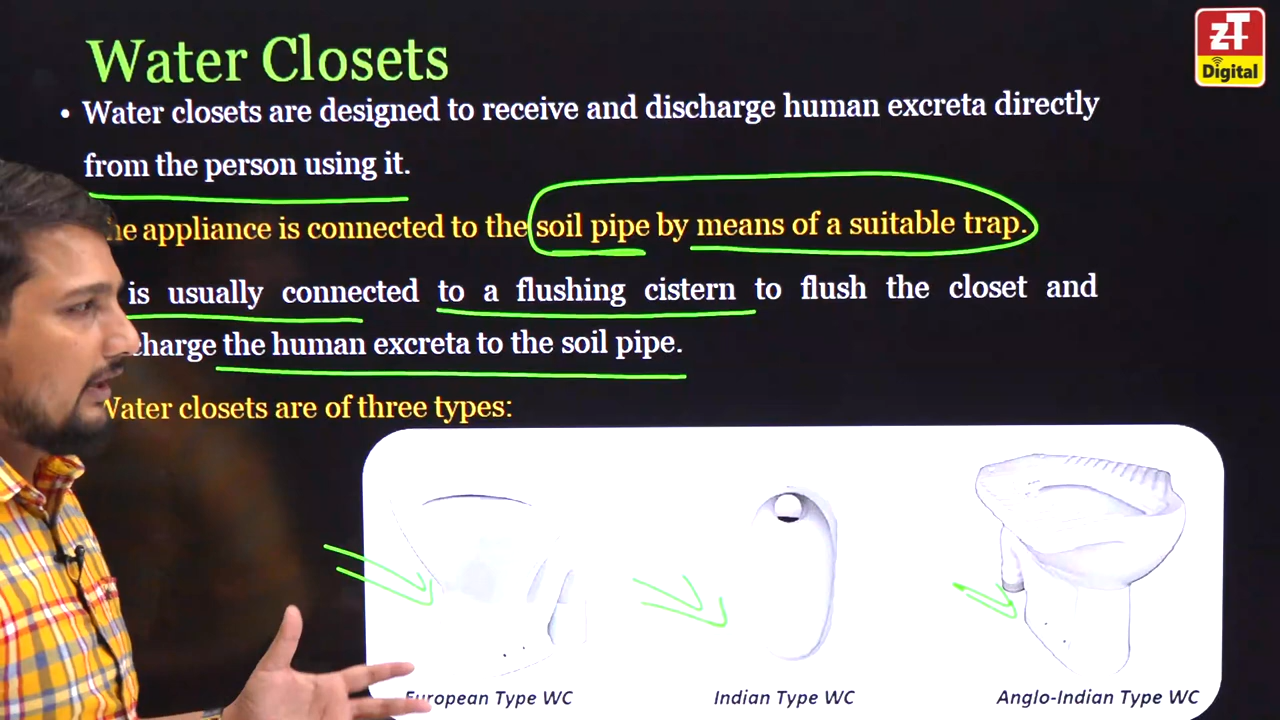 Water Closets
zT
Digital
• Water closets are designed to receive and discharge human excreta directly
from the person using it.
appliance is connected to the soil pipe by means of a suitable trap.
is usually connected to a flushing cistern to flush the closet and
the human excreta to the soil pipe.
Water closets are of three types:
European Type WC
Indian Type WC
Anglo-Indian Type WC